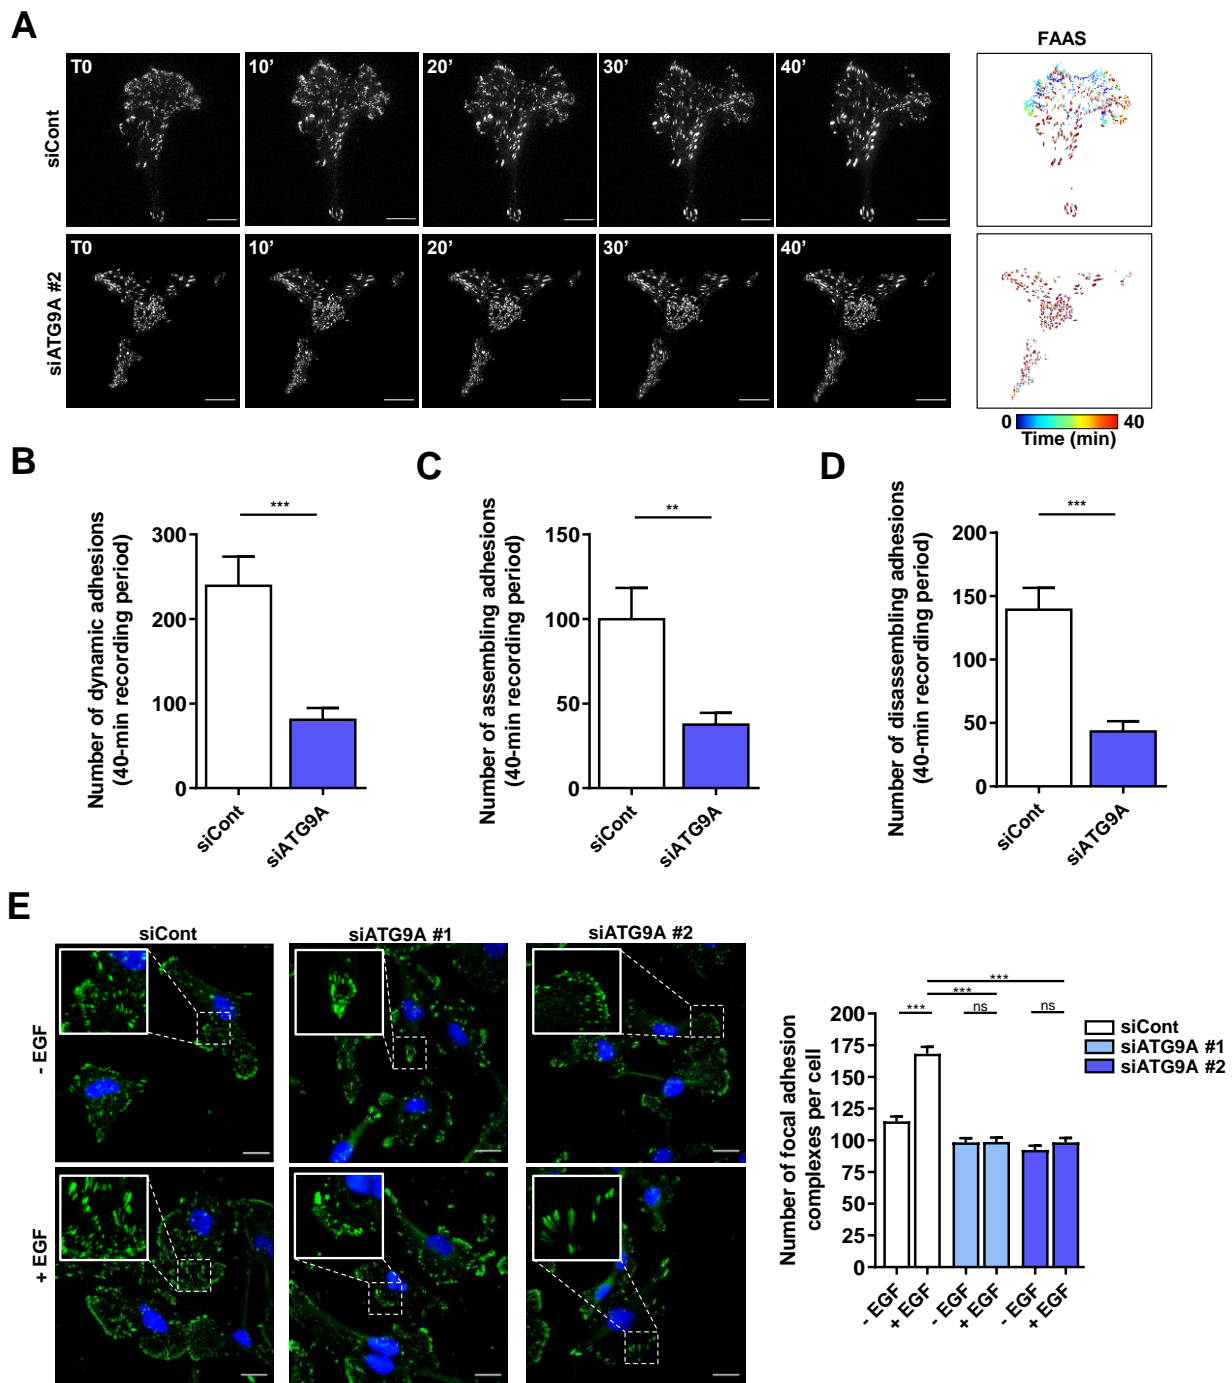 A
FAAS
siCont
T0
10’
20’
30’
40’
siATG9A #2
T0
10’
20’
30’
40’
0
40
Time (min)
B
Number of dynamic adhesions
(40-min recording period)
300
200
100
0
***
siCont
siATG9A
C
Number of assembling adhesions
(40-min recording period)
150
100
50
0
**
siCont
siATG9A
D
Number of disassembling adhesions
(40-min recording period)
200
150
100
50
0
***
siCont
siATG9A
E
siCont
siATG9A #1
siATG9A #2
- EGF
+ EGF
Number of focal adhesion
complexes per cell
200
175
150
125
100
75
50
25
0
***
***
***
ns
ns
- EGF
+ EGF
- EGF
+ EGF
- EGF
+ EGF
siCont
siATG9A #1
siATG9A #2